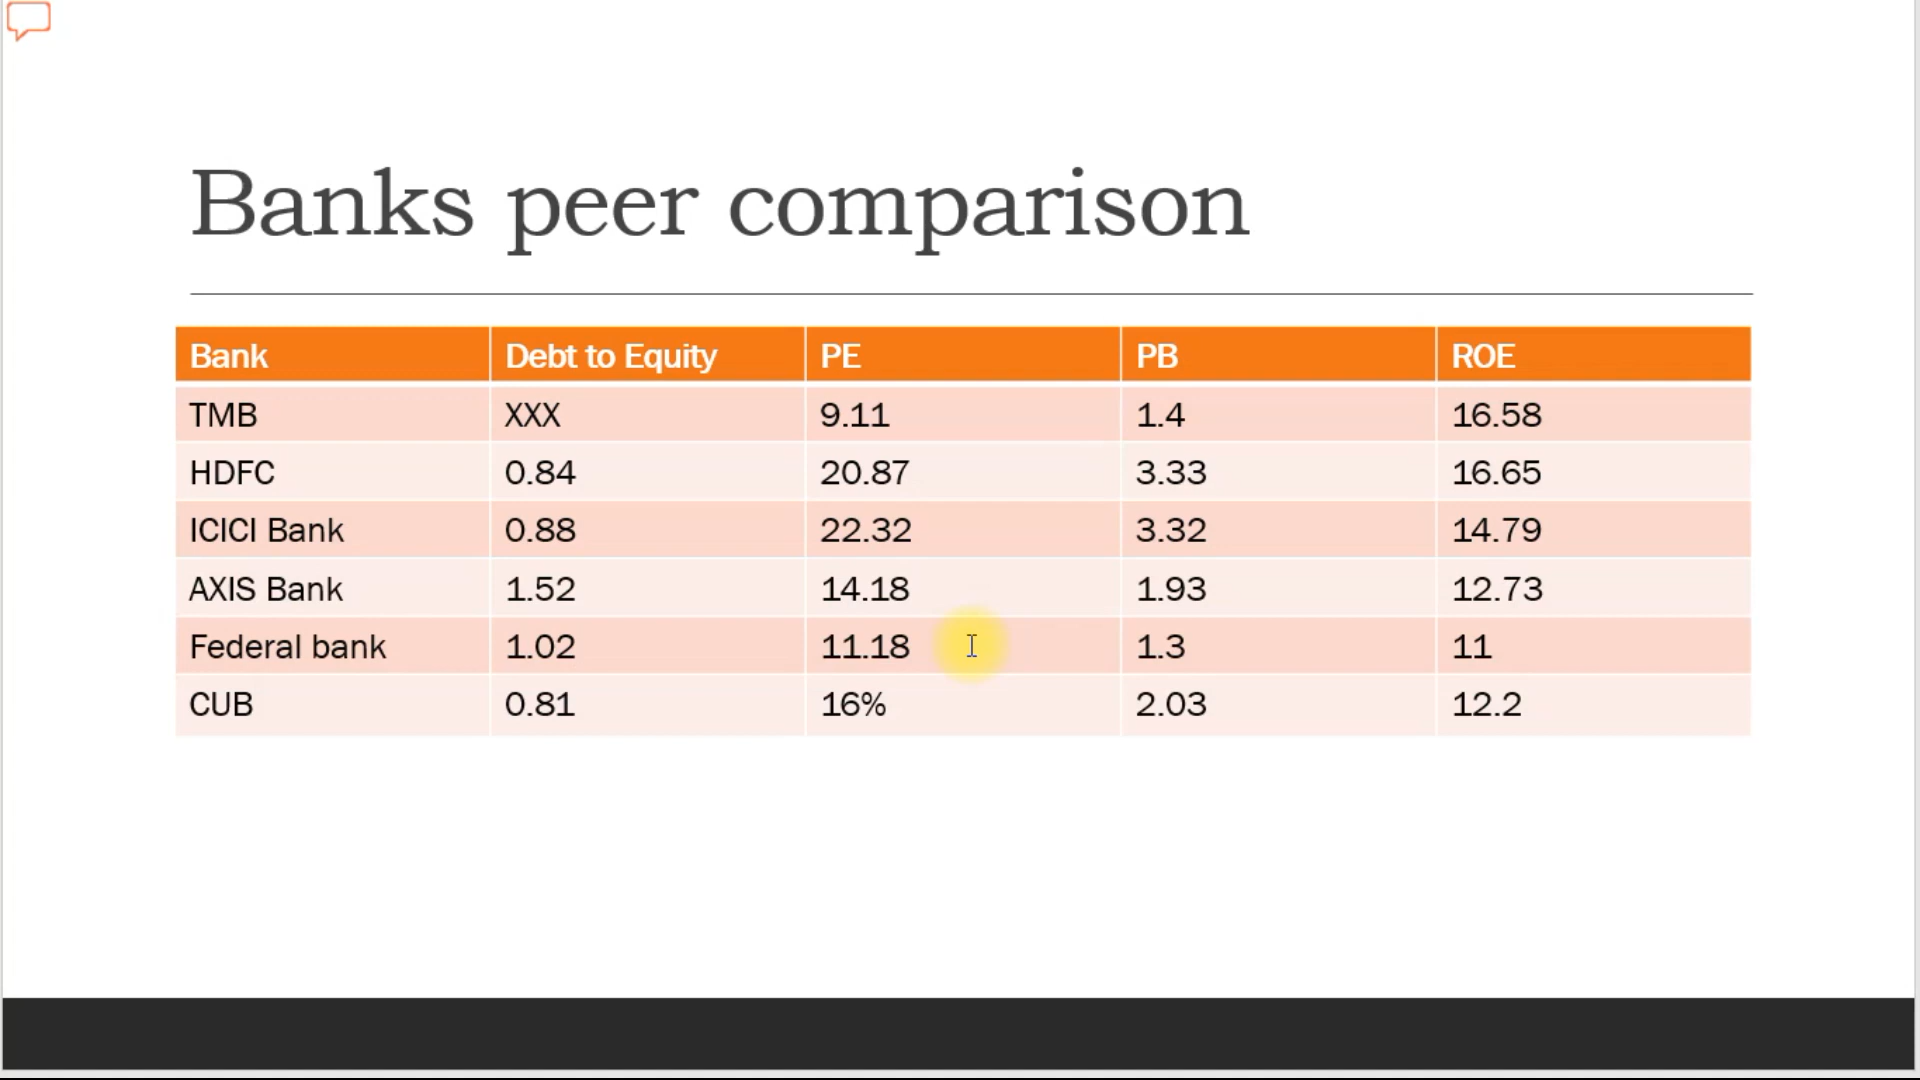 Banks peer comparison
Bank Debt to Equity PE PB ROE
TMB XXX 9.11 1.4 16.58
HDFC 0.84 20.87 3.33 16.65
ICICI Bank 0.88 22.32 3.32 14.79
AXIS Bank 1.52 14.18 1.93 12.73
Federal bank 1.02 11.18 1.3 11
CUB 0.81 16% 2.03 12.2